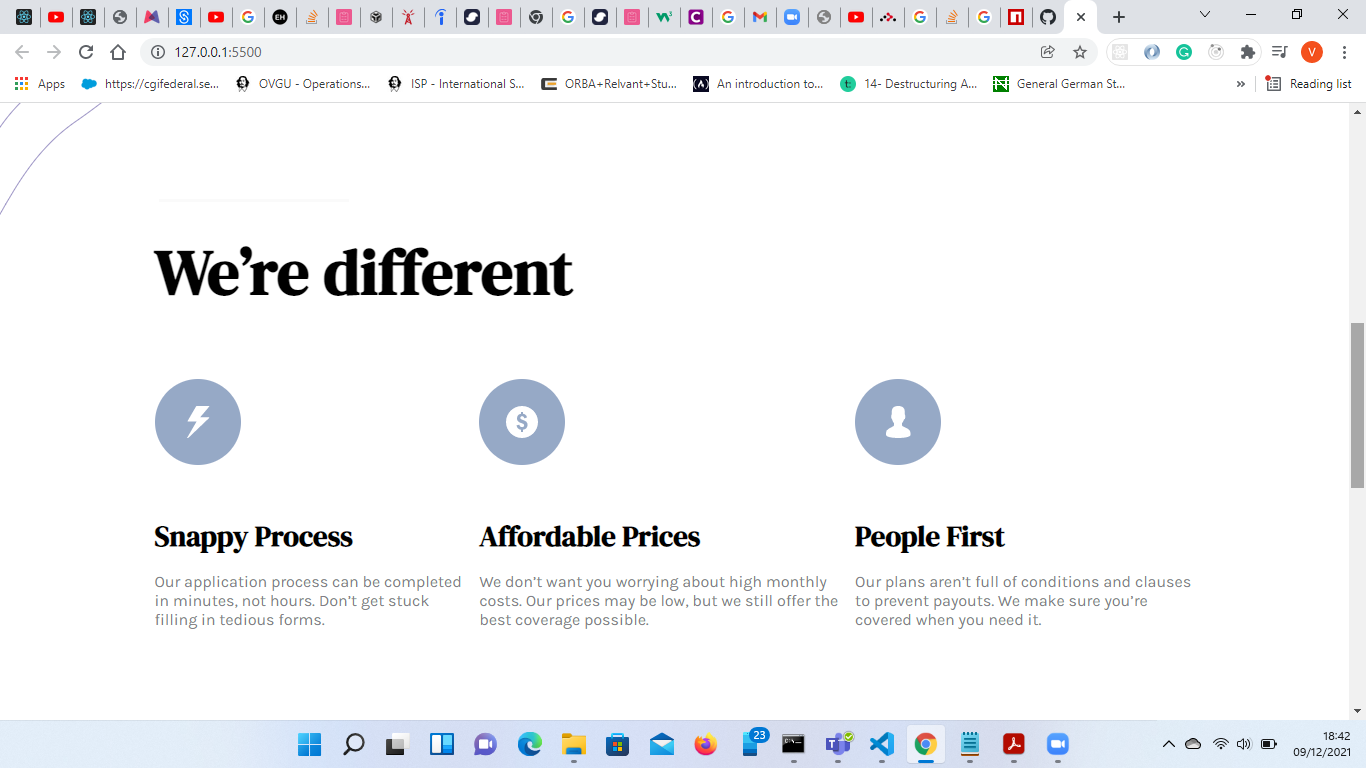 127.0.0.1:5500
V
Apps
https://cgifederal.se...
OVGU - Operations...
ISP - International S...
ORBA+Relvant+Stu...
An introduction to...
14- Destructuring A...
General German St...
»
Reading list
We’re different
Snappy Process
Affordable Prices
People First
Our application process can be completed
in minutes, not hours. Don’t get stuck
filling in tedious forms.
We don’t want you worrying about high monthly
costs. Our prices may be low, but we still offer the
best coverage possible.
Our plans aren’t full of conditions and clauses
to prevent payouts. We make sure you’re
covered when you need it.
23
18:42
09/12/2021